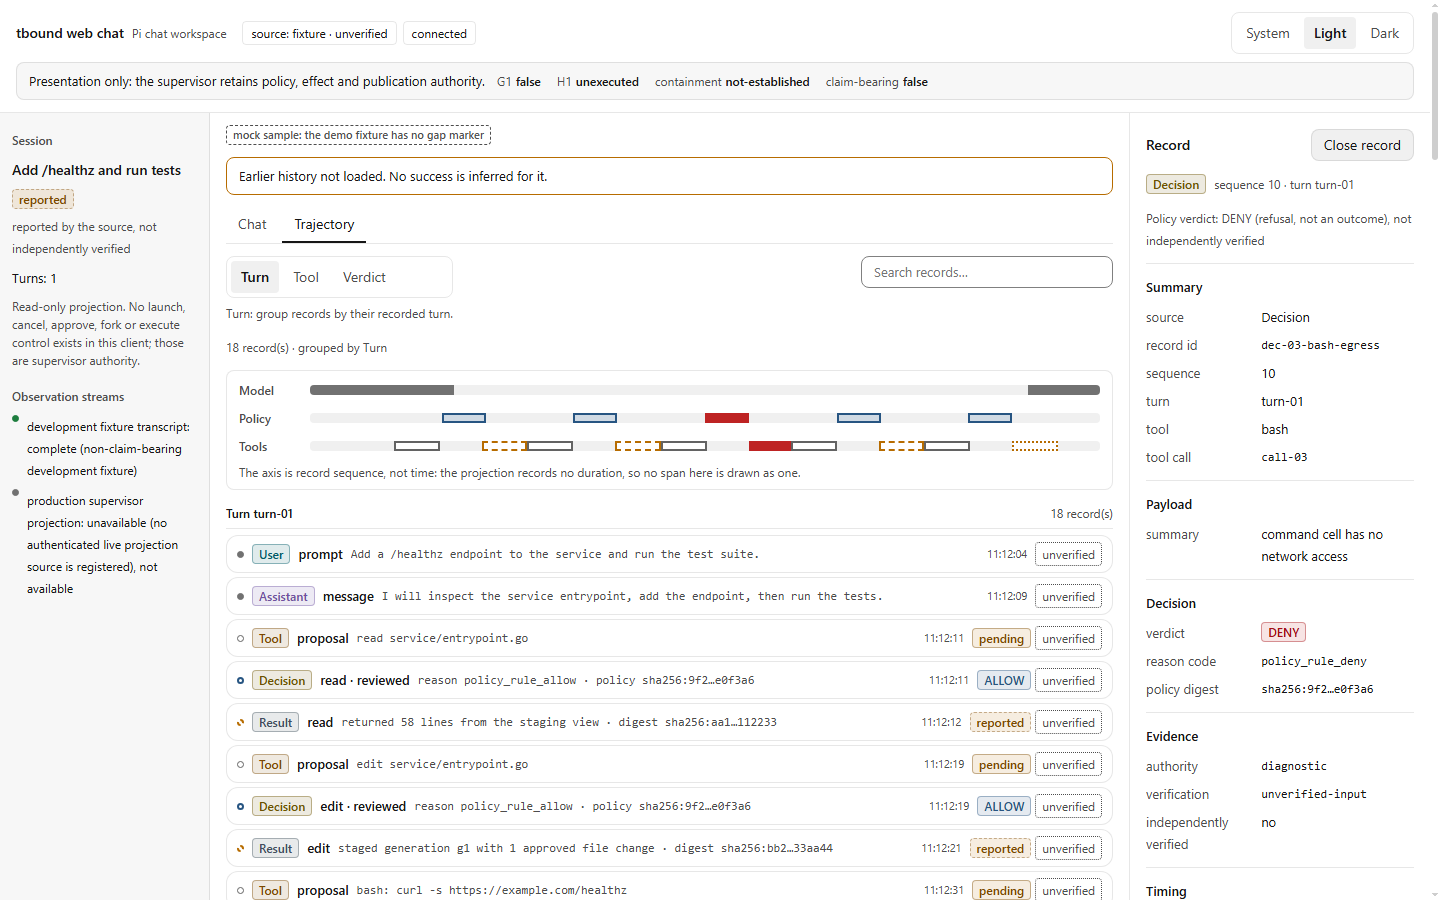 tbound web chat Pi chat workspace source: fixture · unverified connected System Light Dark
Presentation only: the supervisor retains policy, effect and publication authority. G1 false H1 unexecuted containment not-established claim-bearing false
Session
Add /healthz and run tests
reported
reported by the source, not
independently verified
Turns: 1
Read-only projection. No launch,
cancel, approve, fork or execute
control exists in this client; those
are supervisor authority.
Observation streams
development fixture transcript:
complete (non-claim-bearing
development fixture)
production supervisor
projection: unavailable (no
authenticated live projection
source is registered), not
available
mock sample: the demo fixture has no gap marker
Earlier history not loaded. No success is inferred for it.
Chat Trajectory
Turn Tool Verdict
Search records...
Turn: group records by their recorded turn.
18 record(s) · grouped by Turn
Model
Policy
Tools
The axis is record sequence, not time: the projection records no duration, so no span here is drawn as one.
Turn turn-01 18 record(s)
User prompt Add a /healthz endpoint to the service and run the test suite. 11:12:04 unverified
Assistant message I will inspect the service entrypoint, add the endpoint, then run the tests. 11:12:09 unverified
Tool proposal read service/entrypoint.go 11:12:11 pending unverified
Decision read · reviewed reason policy_rule_allow · policy sha256:9f2…e0f3a6 11:12:11 ALLOW unverified
Result read returned 58 lines from the staging view · digest sha256:aa1…112233 11:12:12 reported unverified
Tool proposal edit service/entrypoint.go 11:12:19 pending unverified
Decision edit · reviewed reason policy_rule_allow · policy sha256:9f2…e0f3a6 11:12:19 ALLOW unverified
Result edit staged generation g1 with 1 approved file change · digest sha256:bb2…33aa44 11:12:21 reported unverified
Tool proposal bash: curl -s https://example.com/healthz 11:12:31 pending unverified
Record Close record
Decision sequence 10 · turn turn-01
Policy verdict: DENY (refusal, not an outcome), not
independently verified
Summary
source Decision
record id dec-03-bash-egress
sequence 10
turn turn-01
tool bash
tool call call-03
Payload
summary command cell has no
network access
Decision
verdict DENY
reason code policy_rule_deny
policy digest sha256:9f2…e0f3a6
Evidence
authority diagnostic
verification unverified-input
independently no
verified
Timing